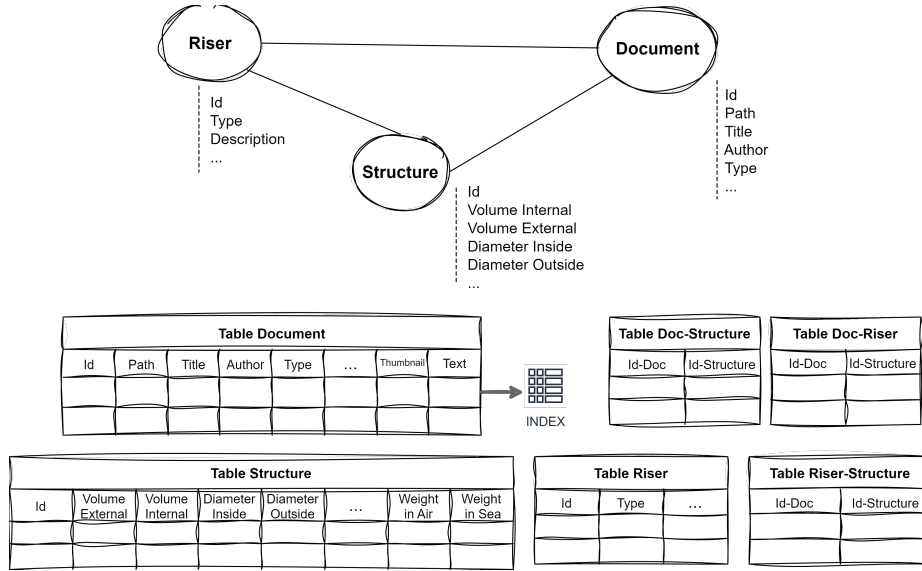 Riser
Document
Id
Type
Description
...
Id
Path
Title
Author
Type
...
Structure
Id
Volume Internal
Volume External
Diameter Inside
Diameter Outside
...
Table Document
Id Path Title Author Type ... Thumbnail Text
INDEX
Table Doc-Structure
Id-Doc Id-Structure
Table Doc-Riser
Id-Doc Id-Structure
Table Structure
Id Volume External Volume Internal Diameter Inside Diameter Outside ... Weight in Air Weight in Sea
Table Riser
Id Type ...
Table Riser-Structure
Id-Doc Id-Structure